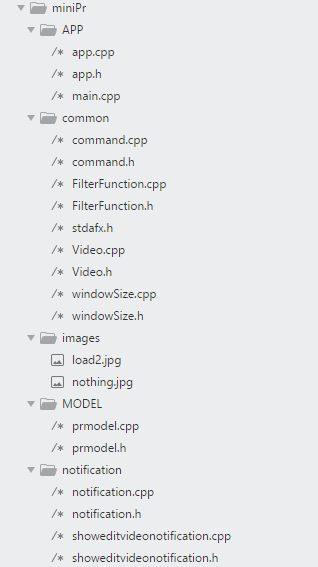 miniPr
APP
app.cpp
app.h
main.cpp
common
command.cpp
command.h
FilterFunction.cpp
FilterFunction.h
stdafx.h
Video.cpp
Video.h
windowSize.cpp
windowSize.h
images
load2.jpg
nothing.jpg
MODEL
prmodel.cpp
prmodel.h
notification
notification.cpp
notification.h
showeditvideonotification.cpp
showeditvideonotification.h